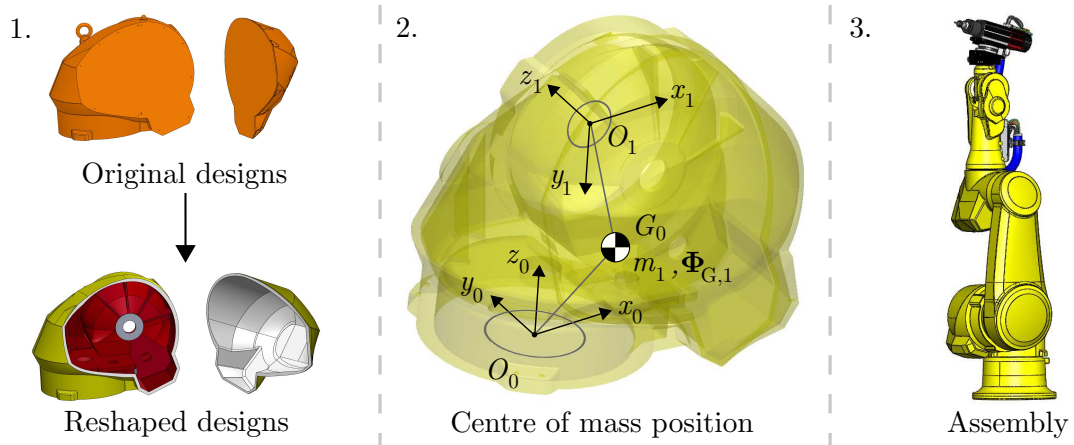 1.
Original designs
Reshaped designs
2.
z1
x1
O1
y1
G0
m1, ΦG,1
z0
y0
x0
O0
Centre of mass position
3.
Assembly